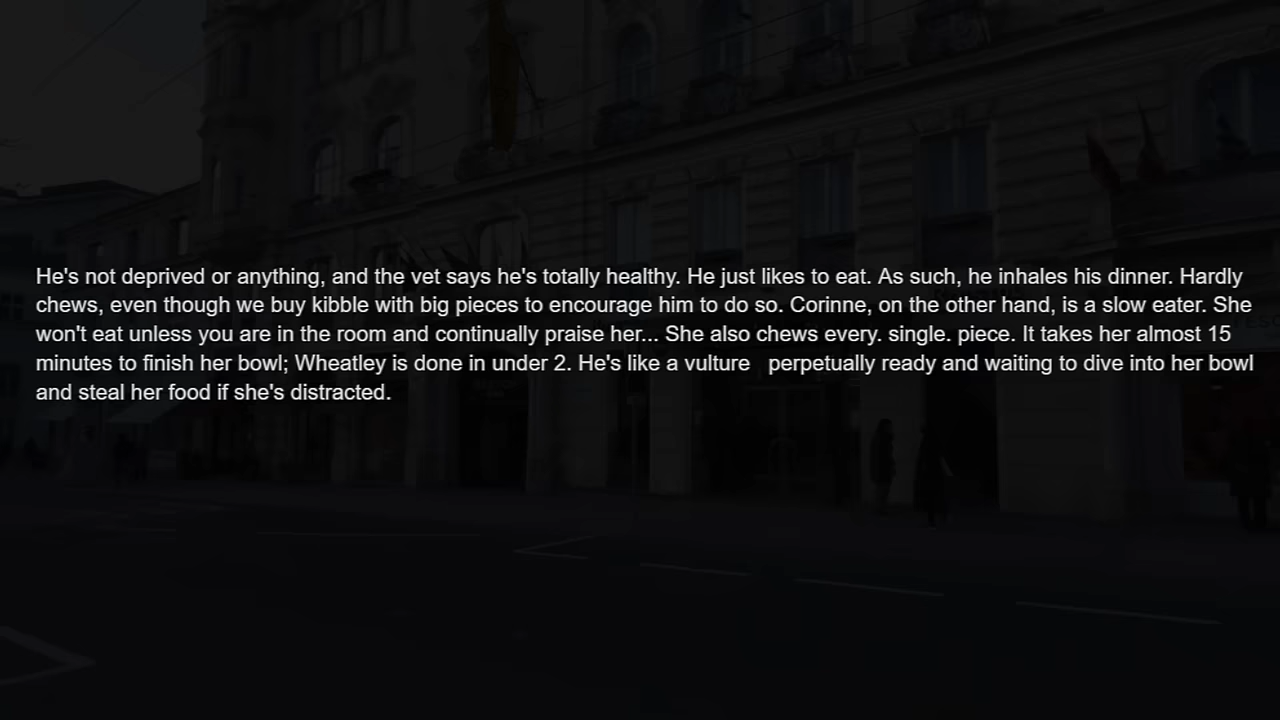 He's not deprived or anything, and the vet says he's totally healthy. He just likes to eat. As such, he inhales his dinner. Hardly
chews, even though we buy kibble with big pieces to encourage him to do so. Corinne, on the other hand, is a slow eater. She
won't eat unless you are in the room and continually praise her... She also chews every. single. piece. It takes her almost 15
minutes to finish her bowl; Wheatley is done in under 2. He's like a vulture   perpetually ready and waiting to dive into her bowl
and steal her food if she's distracted.